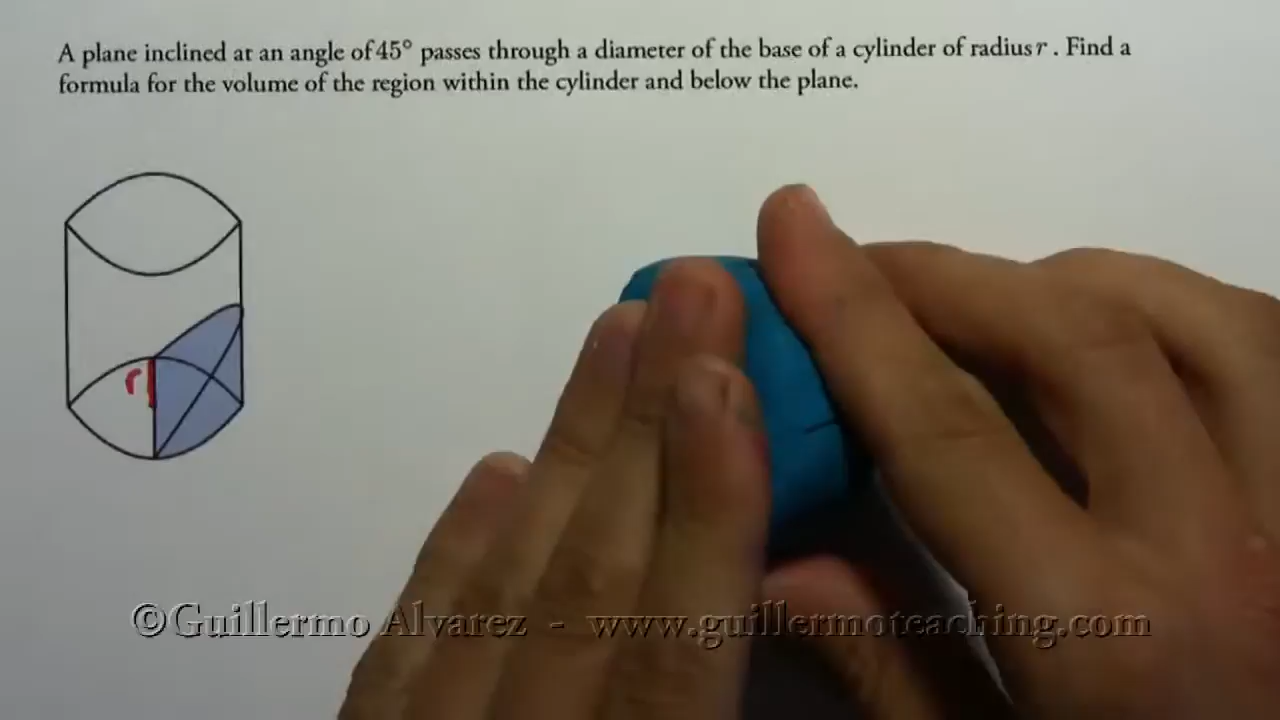 A plane inclined at an angle of 45° passes through a diameter of the base of a cylinder of radius r . Find a
formula for the volume of the region within the cylinder and below the plane.
r
©Guillermo Alvarez - www.guillermoteaching.com